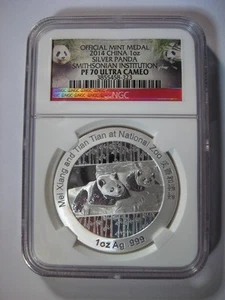 OFFICIAL MINT MEDAL
2014 CHINA 1oz
SILVER PANDA
SMITHSONIAN INSTITUTION
PF 70 ULTRA CAMEO
NGC
Mei Xiang and Tian Tian at National Zoo
1oz Ag .999